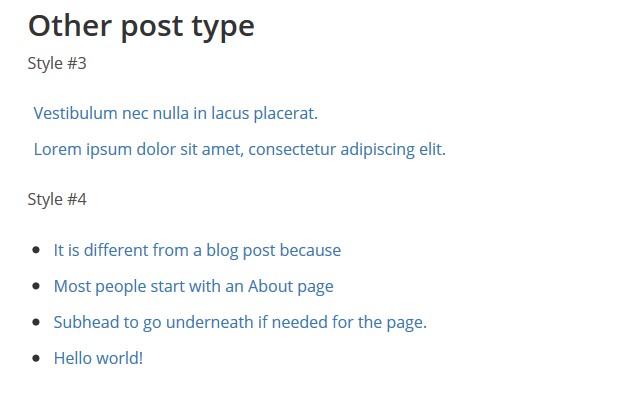 Other post type
Style #3
Vestibulum nec nulla in lacus placerat.
Lorem ipsum dolor sit amet, consectetur adipiscing elit.
Style #4
It is different from a blog post because
Most people start with an About page
Subhead to go underneath if needed for the page.
Hello world!